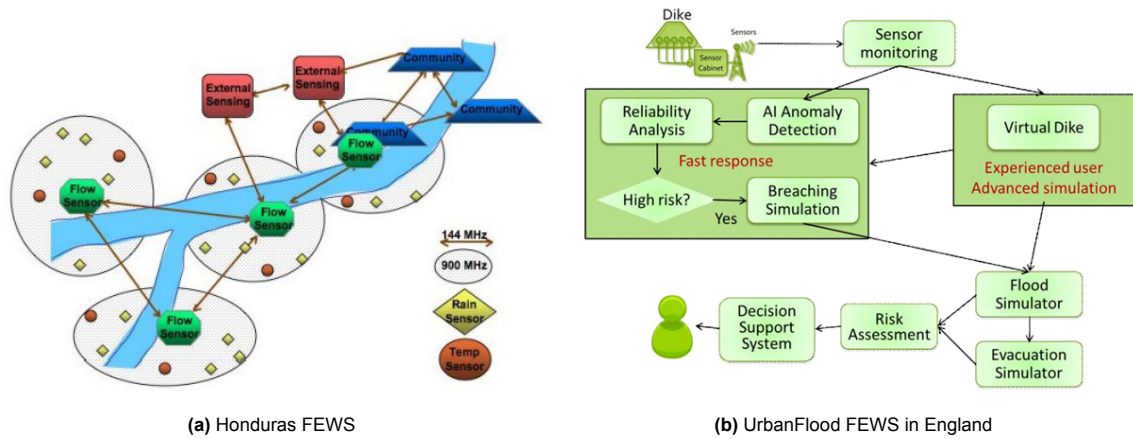 External
Sensing
External
Sensing
Community
Community
Community
Flow
Sensor
Flow
Sensor
Flow
Sensor
Flow
Sensor
144 MHz
900 MHz
Rain
Sensor
Temp
Sensor
(a) Honduras FEWS
Dike
Sensors
Sensor
Cabinet
Sensor
monitoring
Reliability
Analysis
AI Anomaly
Detection
Fast response
High risk?
Yes
Breaching
Simulation
Virtual Dike
Experienced user
Advanced simulation
Flood
Simulator
Evacuation
Simulator
Risk
Assessment
Decision
Support
System
(b) UrbanFlood FEWS in England